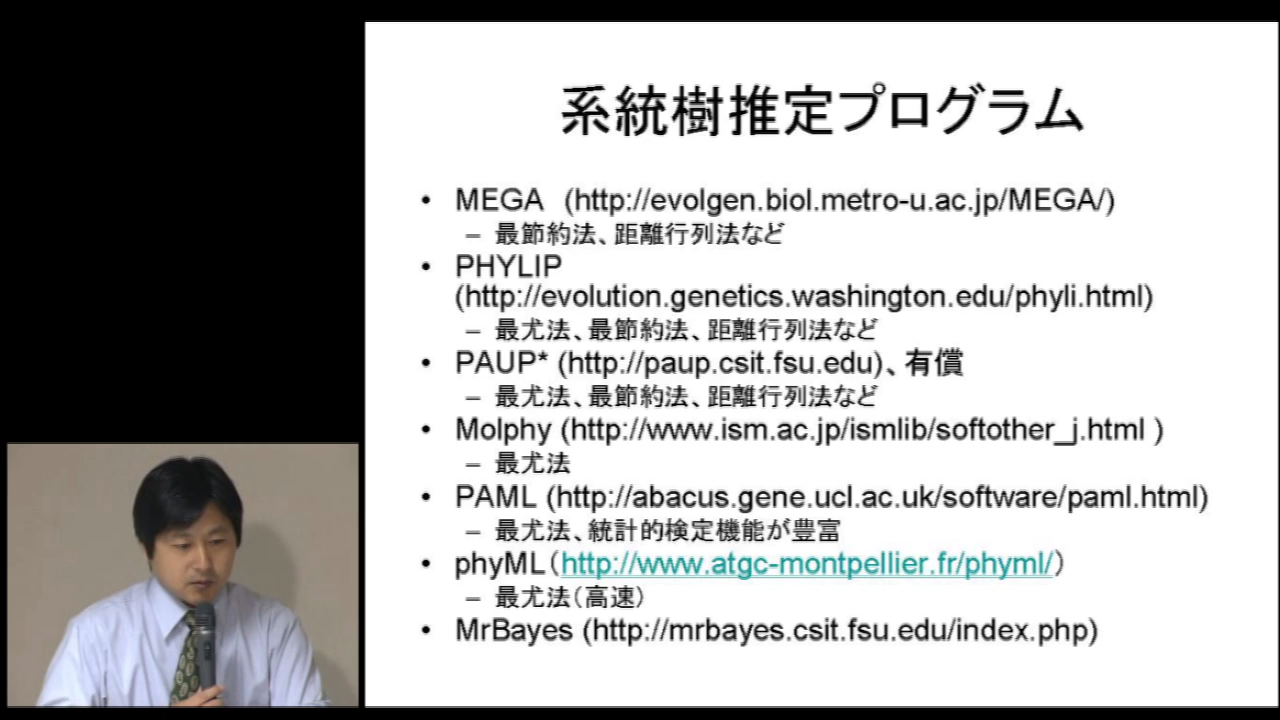 系統樹推定プログラム
• MEGA (http://evolgen.biol.metro-u.ac.jp/MEGA/)
– 最節約法、距離行列法など
• PHYLIP
(http://evolution.genetics.washington.edu/phyli.html)
– 最尤法、最節約法、距離行列法など
• PAUP* (http://paup.csit.fsu.edu)、有償
– 最尤法、最節約法、距離行列法など
• Molphy (http://www.ism.ac.jp/ismlib/softother_j.html )
– 最尤法
• PAML (http://abacus.gene.ucl.ac.uk/software/paml.html)
– 最尤法、統計的検定機能が豊富
• phyML（http://www.atgc-montpellier.fr/phyml/）
– 最尤法（高速）
• MrBayes (http://mrbayes.csit.fsu.edu/index.php)